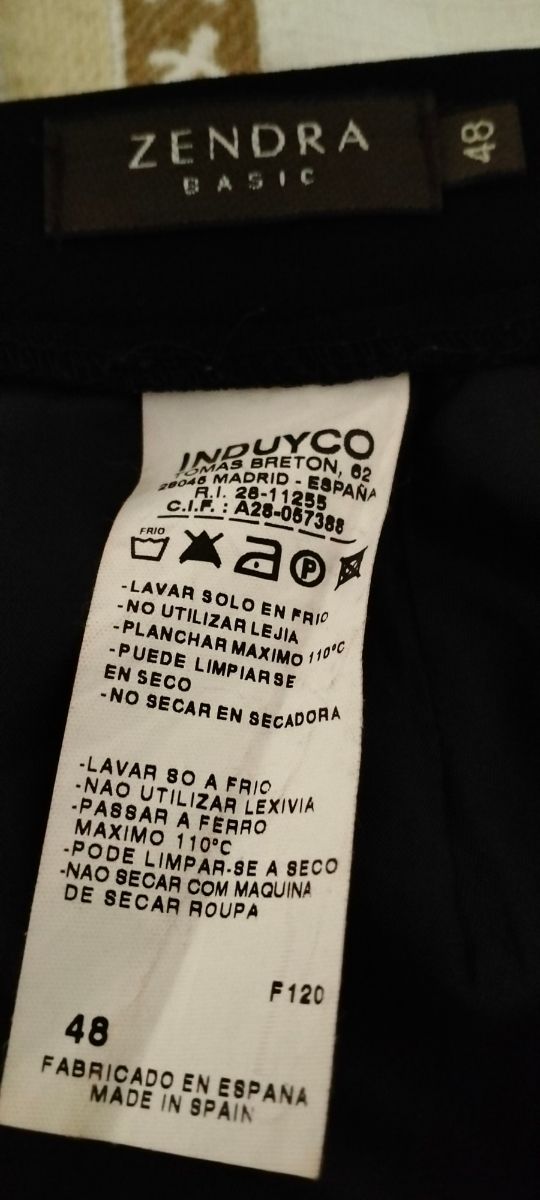 ZENDRA
BASIC
48
INDUYCO
TOMAS BRETON, 62
28045 MADRID - ESPAÑA
R.I. 28-11255
C.I.F. : A28-057388
FRIO
P
-LAVAR SOLO EN FRIO
-NO UTILIZAR LEJIA
-PLANCHAR MAXIMO 110ºC
-PUEDE LIMPIARSE
EN SECO
-NO SECAR EN SECADORA
-LAVAR SO A FRIO
-NAO UTILIZAR LEXIVIA
-PASSAR A FERRO
MAXIMO 110ºC
-PODE LIMPAR-SE A SECO
-NAO SECAR COM MAQUINA
DE SECAR ROUPA
F120
48
FABRICADO EN ESPAÑA
MADE IN SPAIN